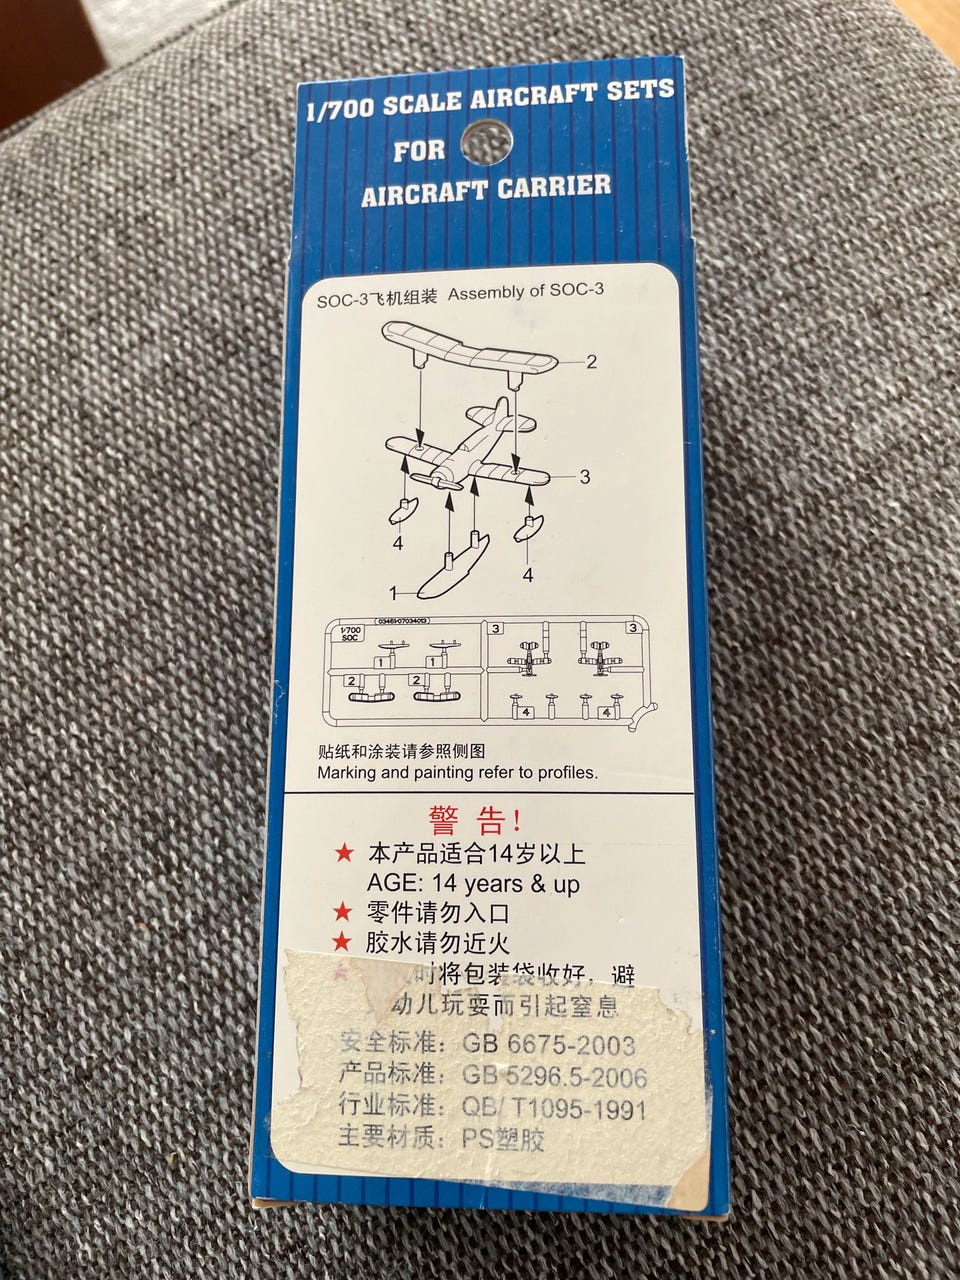 1/700 SCALE AIRCRAFT SETS
FOR
AIRCRAFT CARRIER
SOC-3飞机组装 Assembly of SOC-3
2
3
4
4
1
1/700
SOC
03461-07034013
3
3
1
1
2
2
4
4
贴纸和涂装请参照侧图
Marking and painting refer to profiles.
警 告!
★ 本产品适合14岁以上
AGE: 14 years & up
★ 零件请勿入口
★ 胶水请勿近火
时将包装袋收好，避
幼儿玩耍而引起窒息
安全标准：GB 6675-2003
产品标准：GB 5296.5-2006
行业标准：QB/ T1095-1991
主要材质：PS塑胶